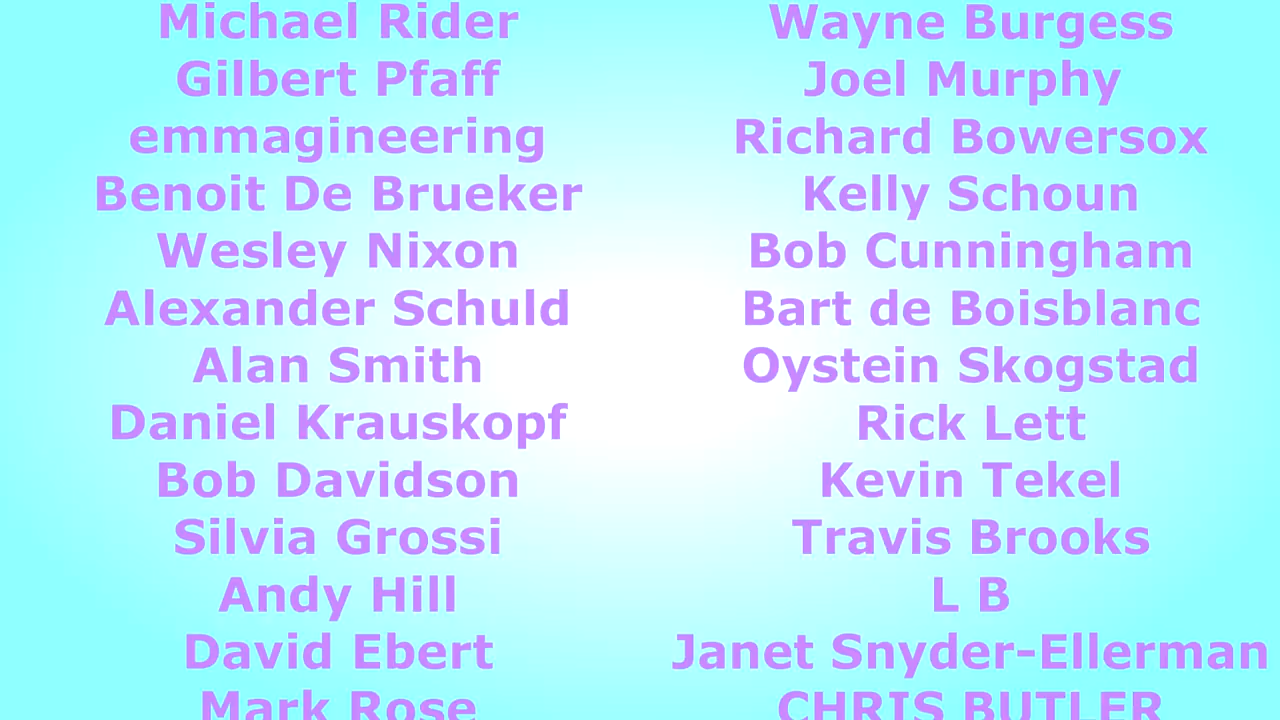 Michael Rider
Gilbert Pfaff
emmagineering
Benoit De Brueker
Wesley Nixon
Alexander Schuld
Alan Smith
Daniel Krauskopf
Bob Davidson
Silvia Grossi
Andy Hill
David Ebert
Mark Rose
Wayne Burgess
Joel Murphy
Richard Bowersox
Kelly Schoun
Bob Cunningham
Bart de Boisblanc
Oystein Skogstad
Rick Lett
Kevin Tekel
Travis Brooks
L B
Janet Snyder-Ellerman
CHRIS BUTLER